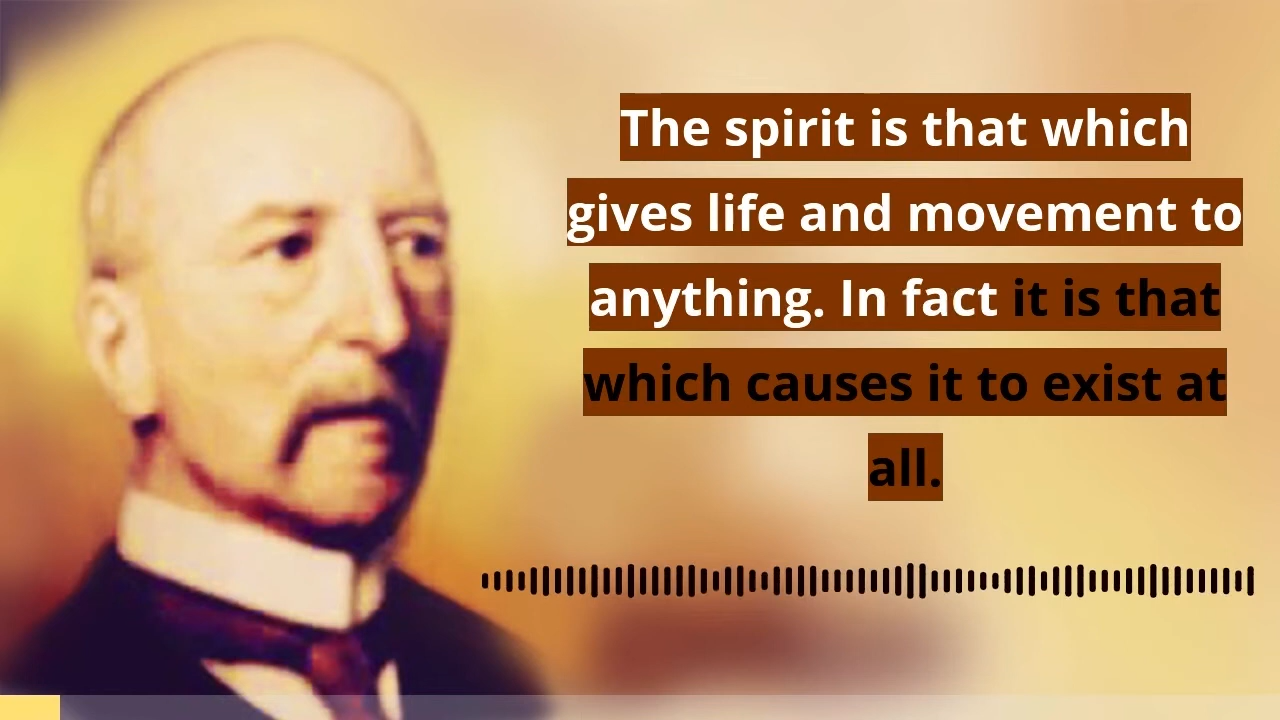 The spirit is that which
gives life and movement to
anything. In fact it is that
which causes it to exist at
all.